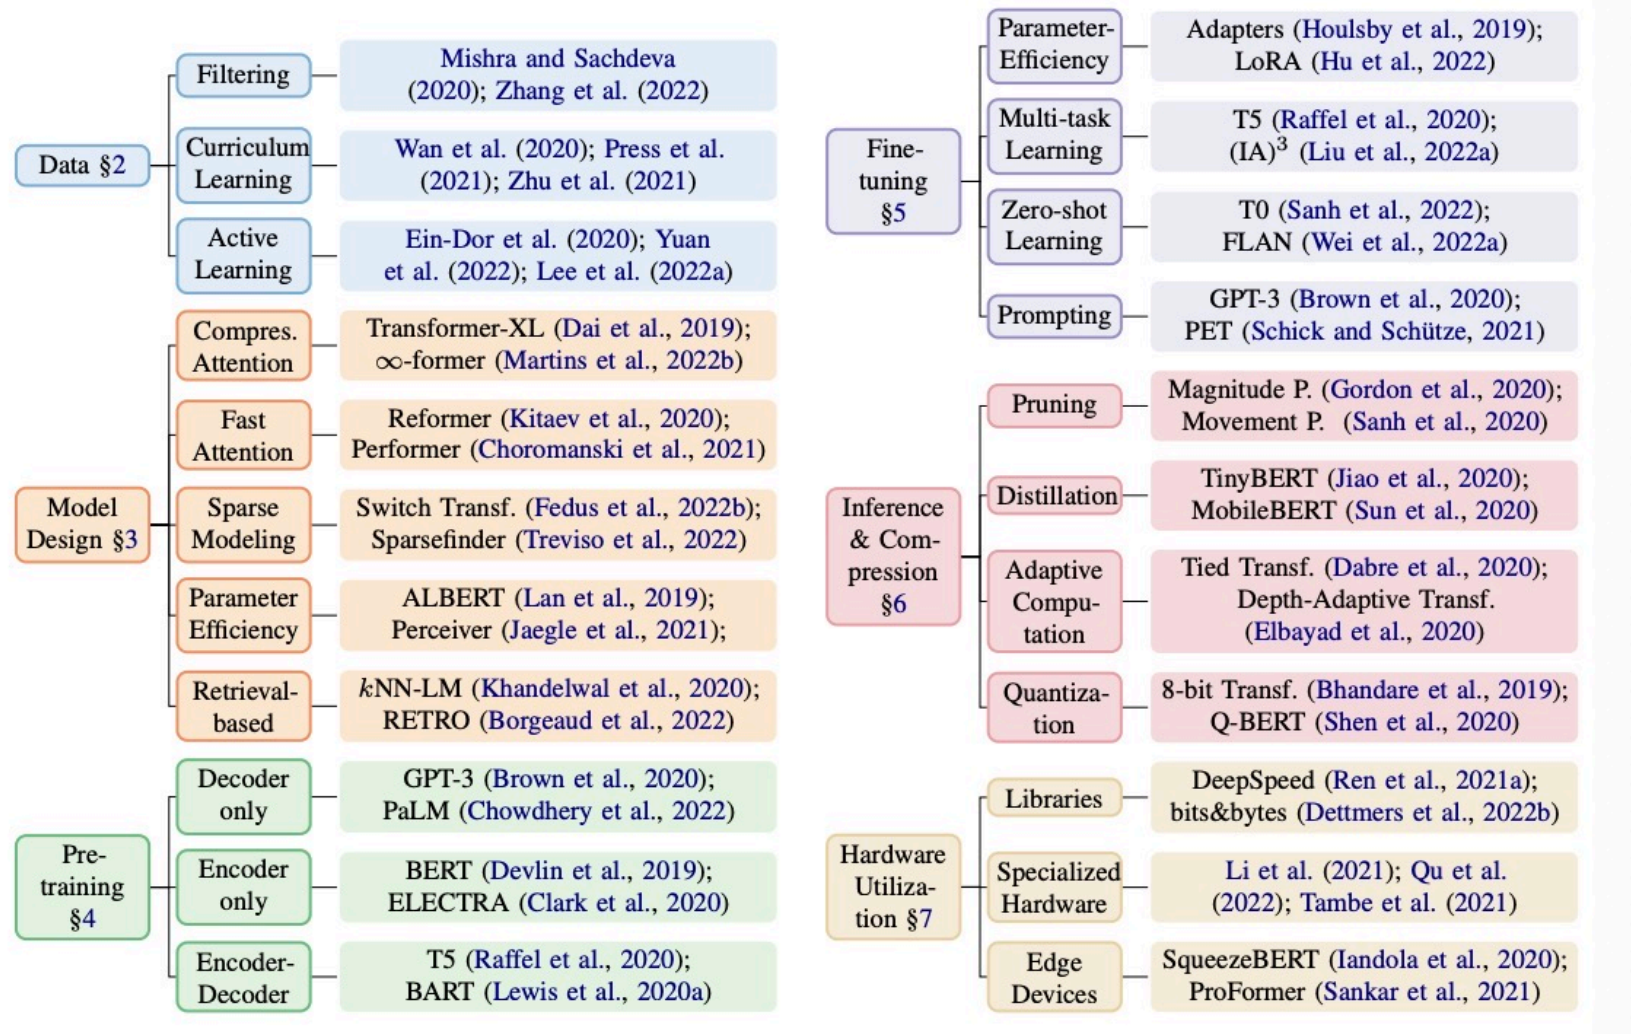 Data §2
Filtering
Mishra and Sachdeva
(2020); Zhang et al. (2022)
Curriculum
Learning
Wan et al. (2020); Press et al.
(2021); Zhu et al. (2021)
Active
Learning
Ein-Dor et al. (2020); Yuan
et al. (2022); Lee et al. (2022a)
Model
Design §3
Compres.
Attention
Transformer-XL (Dai et al., 2019);
∞-former (Martins et al., 2022b)
Fast
Attention
Reformer (Kitaev et al., 2020);
Performer (Choromanski et al., 2021)
Sparse
Modeling
Switch Transf. (Fedus et al., 2022b);
Sparsefinder (Treviso et al., 2022)
Parameter
Efficiency
ALBERT (Lan et al., 2019);
Perceiver (Jaegle et al., 2021);
Retrieval-
based
kNN-LM (Khandelwal et al., 2020);
RETRO (Borgeaud et al., 2022)
Pre-
training
§4
Decoder
only
GPT-3 (Brown et al., 2020);
PaLM (Chowdhery et al., 2022)
Encoder
only
BERT (Devlin et al., 2019);
ELECTRA (Clark et al., 2020)
Encoder-
Decoder
T5 (Raffel et al., 2020);
BART (Lewis et al., 2020a)
Fine-
tuning
§5
Parameter-
Efficiency
Adapters (Houlsby et al., 2019);
LoRA (Hu et al., 2022)
Multi-task
Learning
T5 (Raffel et al., 2020);
(IA)³ (Liu et al., 2022a)
Zero-shot
Learning
T0 (Sanh et al., 2022);
FLAN (Wei et al., 2022a)
Prompting
GPT-3 (Brown et al., 2020);
PET (Schick and Schütze, 2021)
Inference
& Com-
pression
§6
Pruning
Magnitude P. (Gordon et al., 2020);
Movement P. (Sanh et al., 2020)
Distillation
TinyBERT (Jiao et al., 2020);
MobileBERT (Sun et al., 2020)
Adaptive
Compu-
tation
Tied Transf. (Dabre et al., 2020);
Depth-Adaptive Transf.
(Elbayad et al., 2020)
Quantiza-
tion
8-bit Transf. (Bhandare et al., 2019);
Q-BERT (Shen et al., 2020)
Hardware
Utiliza-
tion §7
Libraries
DeepSpeed (Ren et al., 2021a);
bits&bytes (Dettmers et al., 2022b)
Specialized
Hardware
Li et al. (2021); Qu et al.
(2022); Tambe et al. (2021)
Edge
Devices
SqueezeBERT (Iandola et al., 2020);
ProFormer (Sankar et al., 2021)